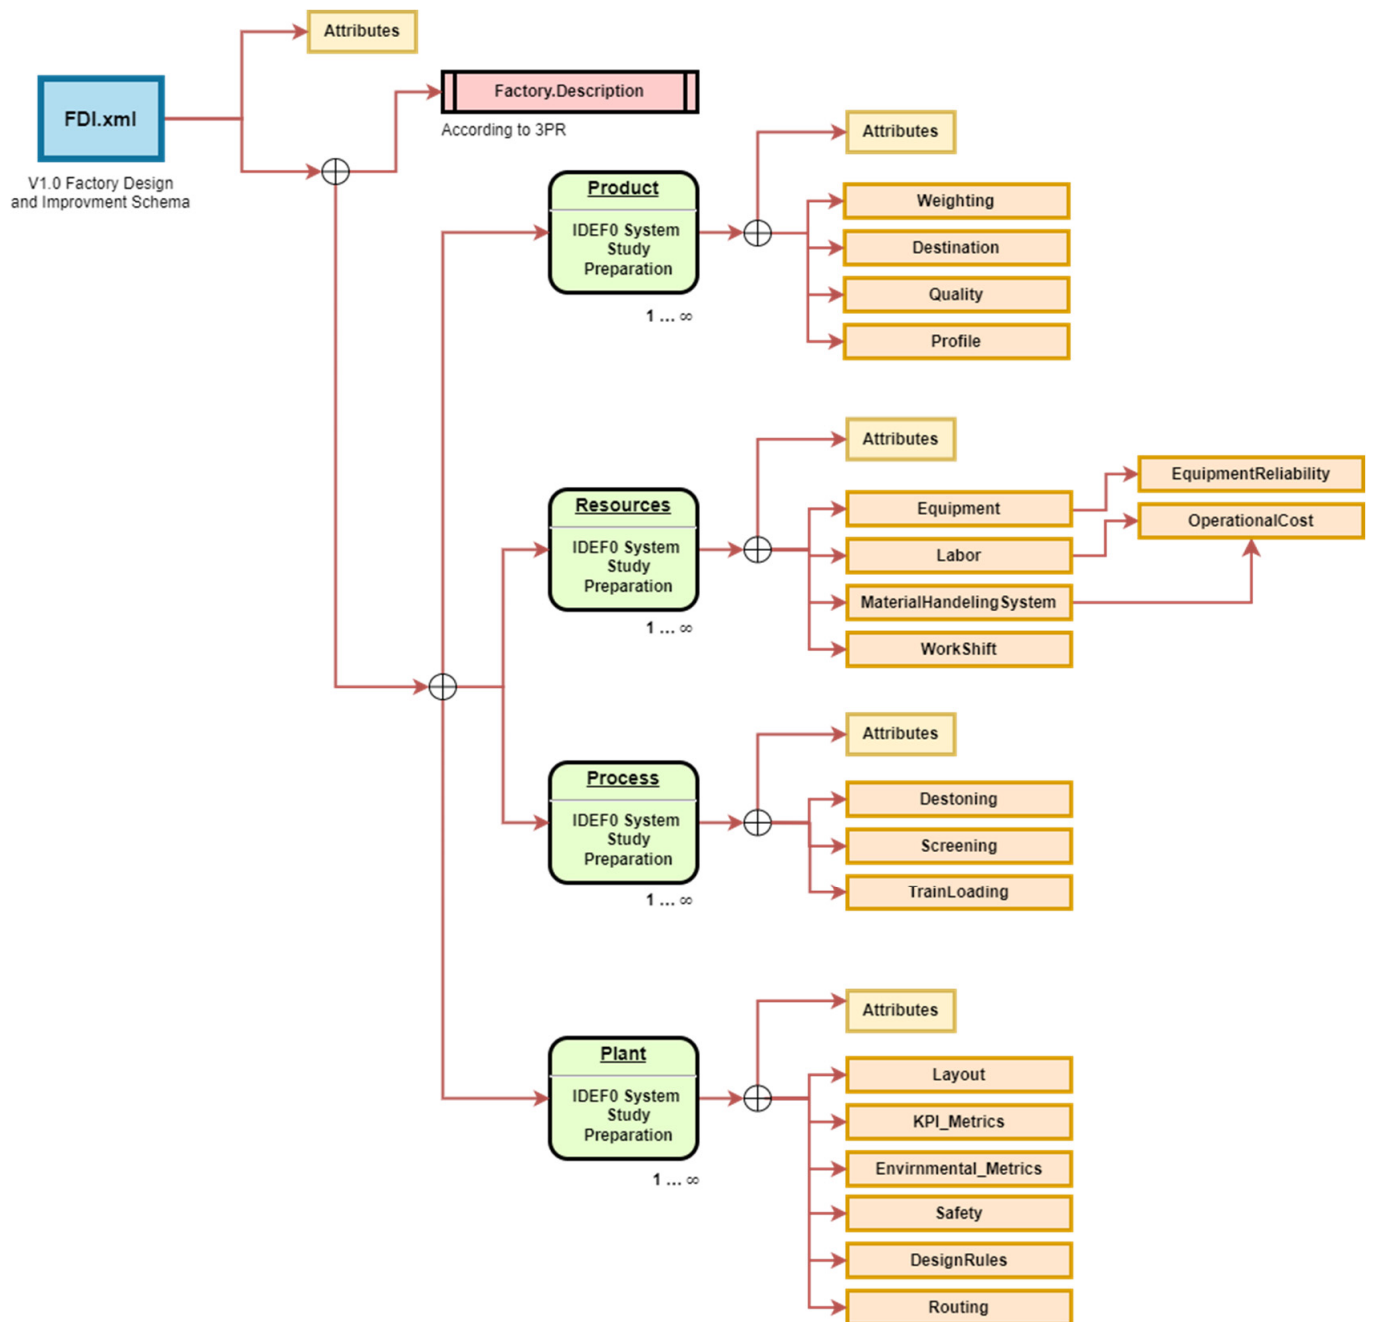 Attributes
FDI.xml
V1.0 Factory Design
and Improvment Schema
Factory.Description
According to 3PR
Product
IDEF0 System
Study
Preparation
1 ... ∞
Attributes
Weighting
Destination
Quality
Profile
Resources
IDEF0 System
Study
Preparation
1 ... ∞
Attributes
Equipment
Labor
MaterialHandelingSystem
WorkShift
EquipmentReliability
OperationalCost
Process
IDEF0 System
Study
Preparation
1 ... ∞
Attributes
Destoning
Screening
TrainLoading
Plant
IDEF0 System
Study
Preparation
1 ... ∞
Attributes
Layout
KPI_Metrics
Envirnmental_Metrics
Safety
DesignRules
Routing